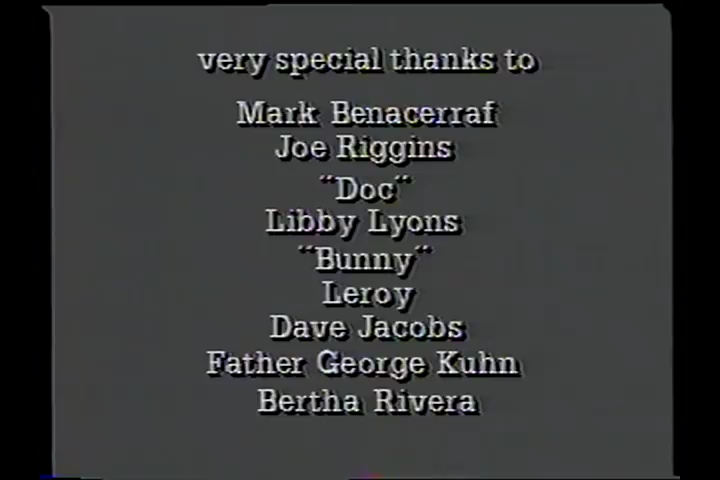 very special thanks to
Mark Benacerraf
Joe Riggins
"Doc"
Libby Lyons
"Bunny"
Leroy
Dave Jacobs
Father George Kuhn
Bertha Rivera